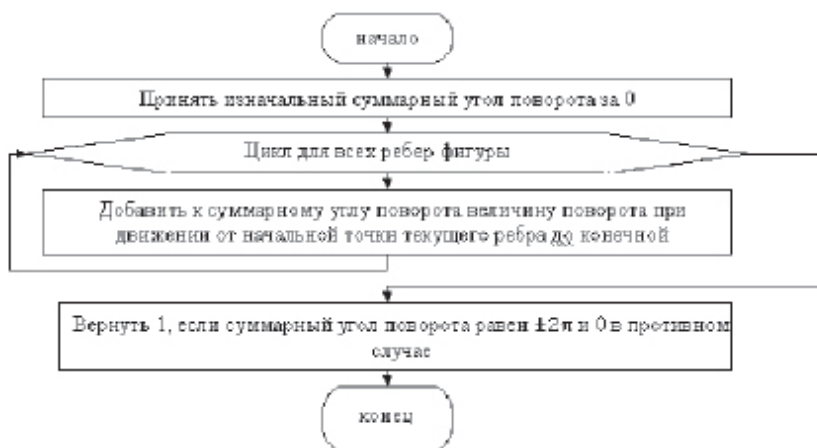 начало
Принять изначальный суммарный угол поворота за 0
Цикл для всех ребер фигуры
Добавить к суммарному углу поворота величину поворота при
движении от начальной точки текущего ребра до конечной
Вернуть 1, если суммарный угол поворота равен ±2π и 0 в противном
случае
конец